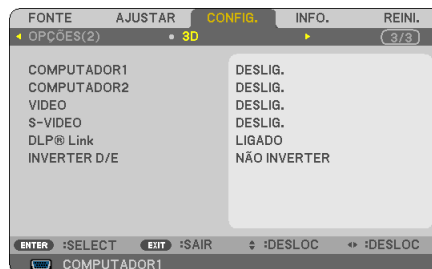 FONTE AJUSTAR CONFIG. INFO. REINI.
OPÇÕES(2) 3D 3/3
COMPUTADOR1 DESLIG.
COMPUTADOR2 DESLIG.
VIDEO DESLIG.
S-VIDEO DESLIG.
DLP® Link LIGADO
INVERTER D/E NÃO INVERTER
ENTER :SELECT EXIT :SAIR :DESLOC :DESLOC
COMPUTADOR1